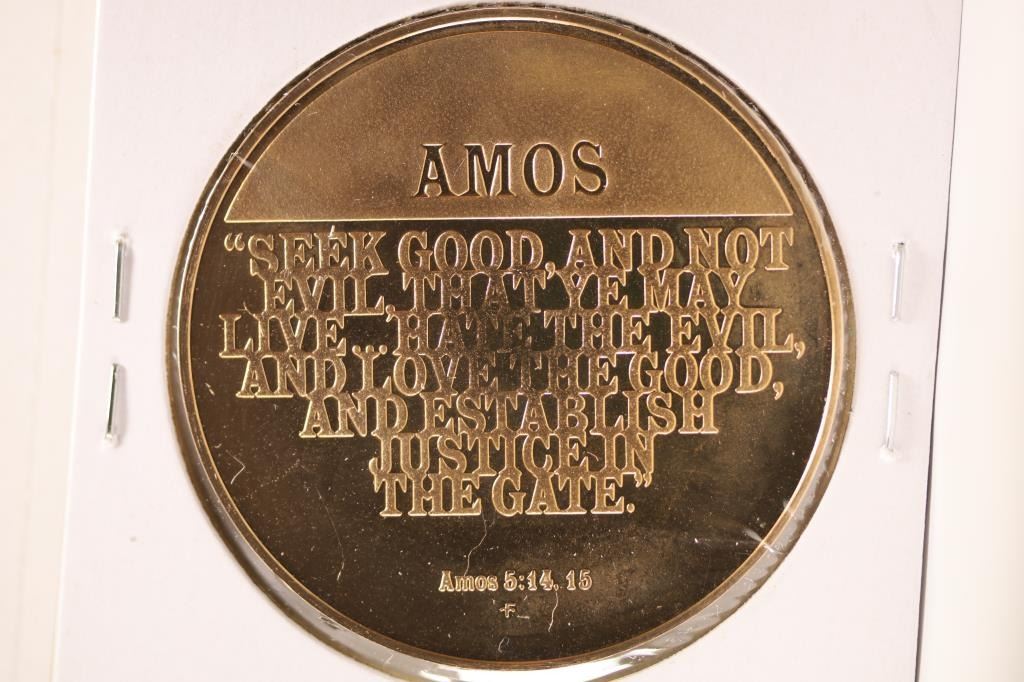 AMOS
“SEEK GOOD, AND NOT
EVIL, THAT YE MAY
LIVE...HATE THE EVIL,
AND LOVE THE GOOD,
AND ESTABLISH
JUSTICE IN
THE GATE.”
Amos 5:14, 15
F